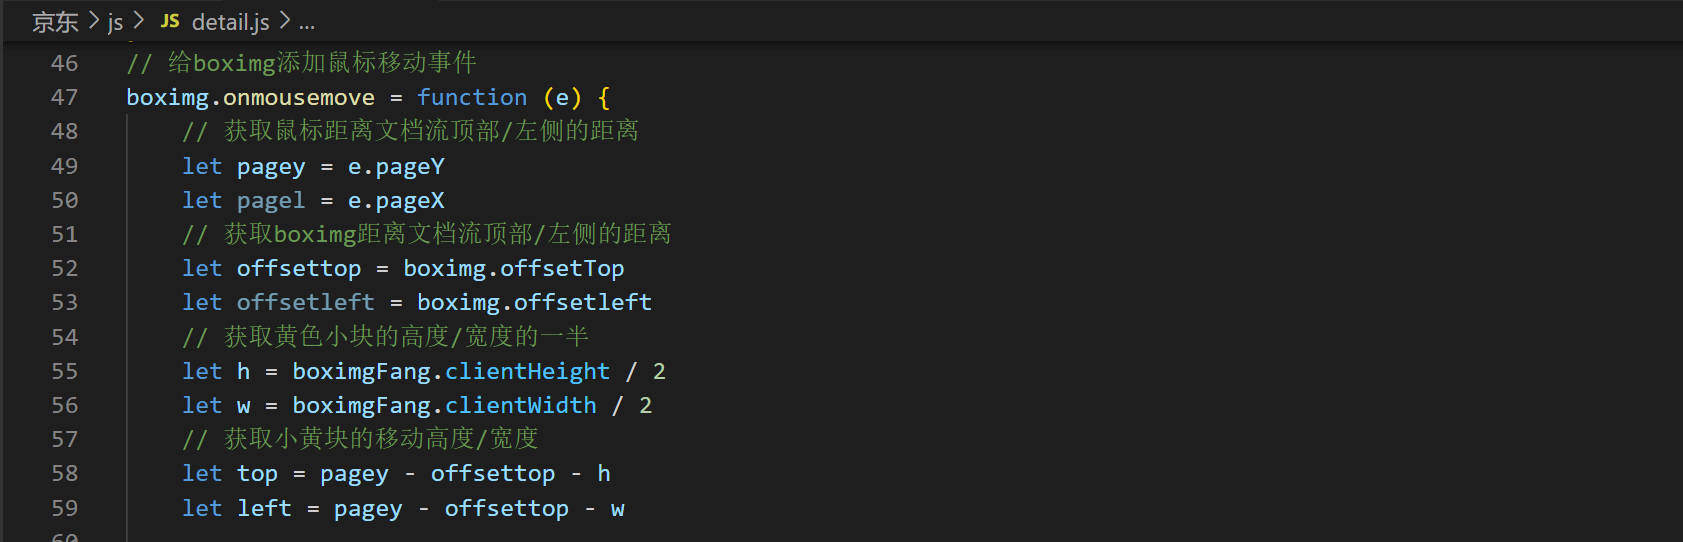 京东 > js > JS detail.js > ...
46 // 给boximg添加鼠标移动事件
47 boximg.onmousemove = function (e) {
48 // 获取鼠标距离文档流顶部/左侧的距离
49 let pagey = e.pageY
50 let pagel = e.pageX
51 // 获取boximg距离文档流顶部/左侧的距离
52 let offsettop = boximg.offsetTop
53 let offsetleft = boximg.offsetleft
54 // 获取黄色小块的高度/宽度的一半
55 let h = boximgFang.clientHeight / 2
56 let w = boximgFang.clientWidth / 2
57 // 获取小黄块的移动高度/宽度
58 let top = pagey - offsettop - h
59 let left = pagey - offsettop - w
60